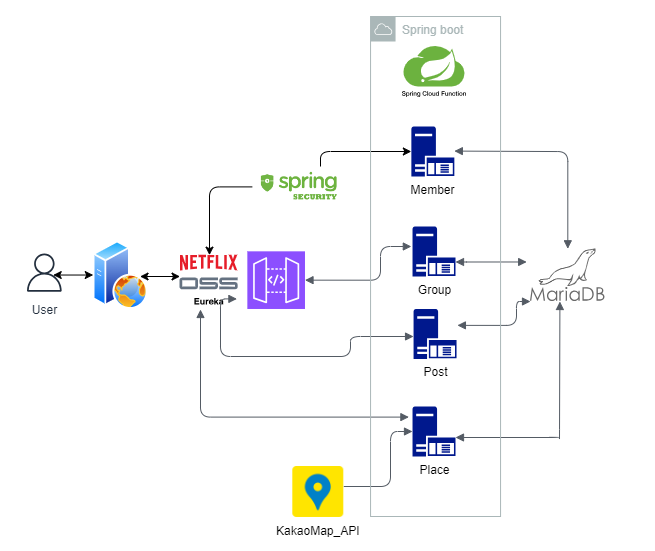 Spring boot
Spring Cloud Function
Member
spring
SECURITY
NETFLIX
OSS
Eureka
User
Group
MariaDB
Post
Place
KakaoMap_API